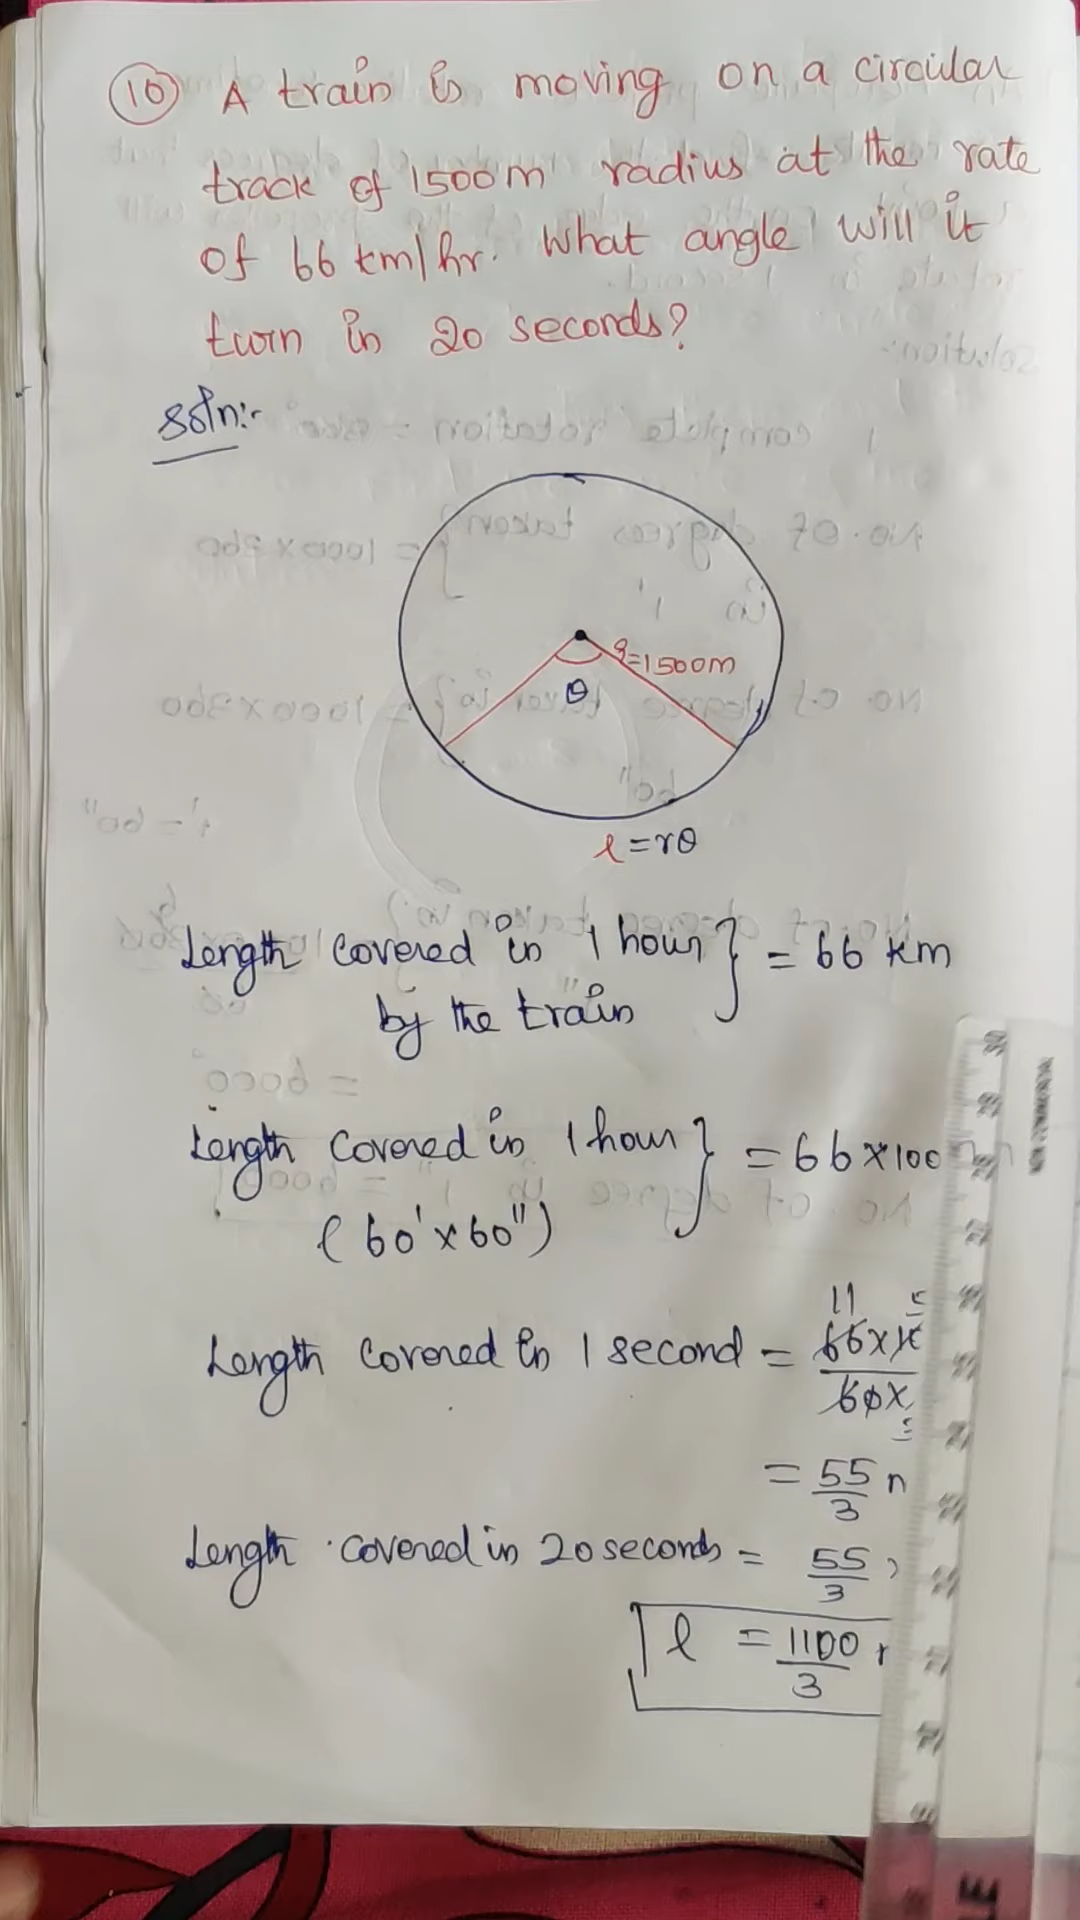 10 A train is moving on a circular
track of 1500m radius at the rate
of 66 km/hr. What angle will it
turn in 20 seconds?
Soln:-
r=1500m
θ
l=rθ
Length covered in 1 hour } = 66 km
by the train
Length covered in 1 hour } = 66×100
(60'×60")
11
Length covered in 1 second = 66×
60×
= 55/3
Length covered in 20 seconds = 55/3
l = 1100/3